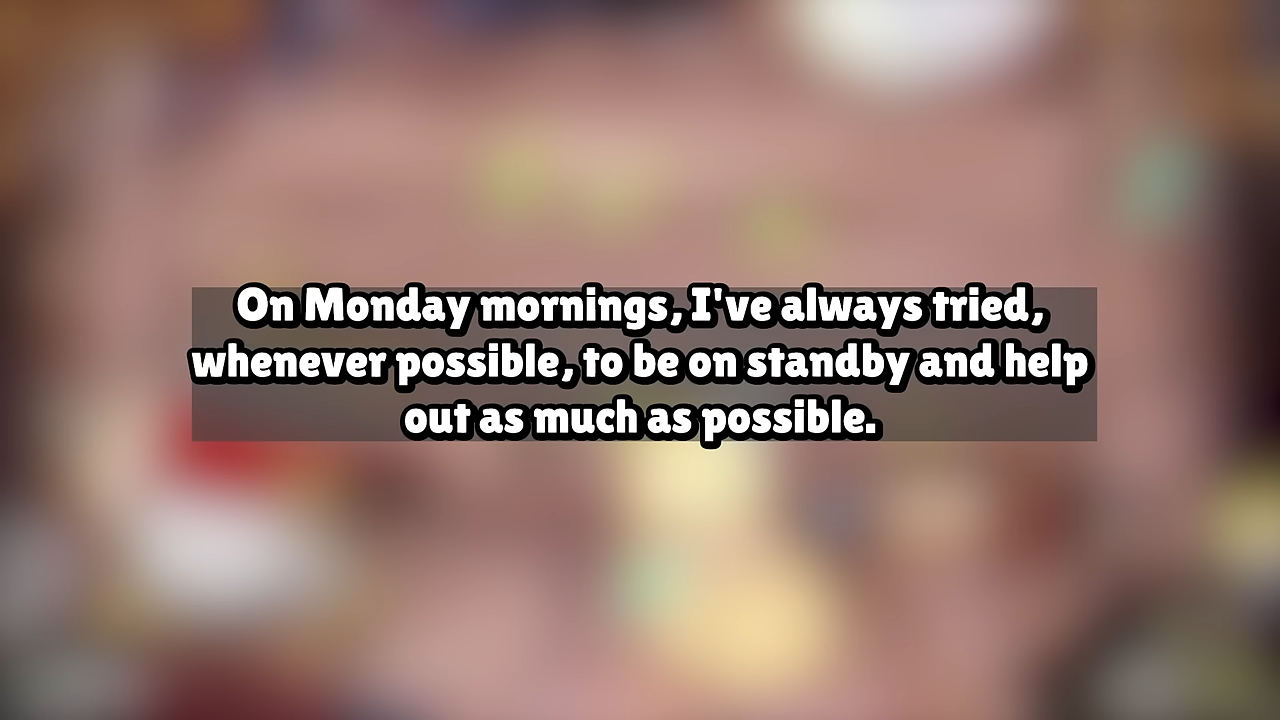 On Monday mornings, I've always tried,
whenever possible, to be on standby and help
out as much as possible.